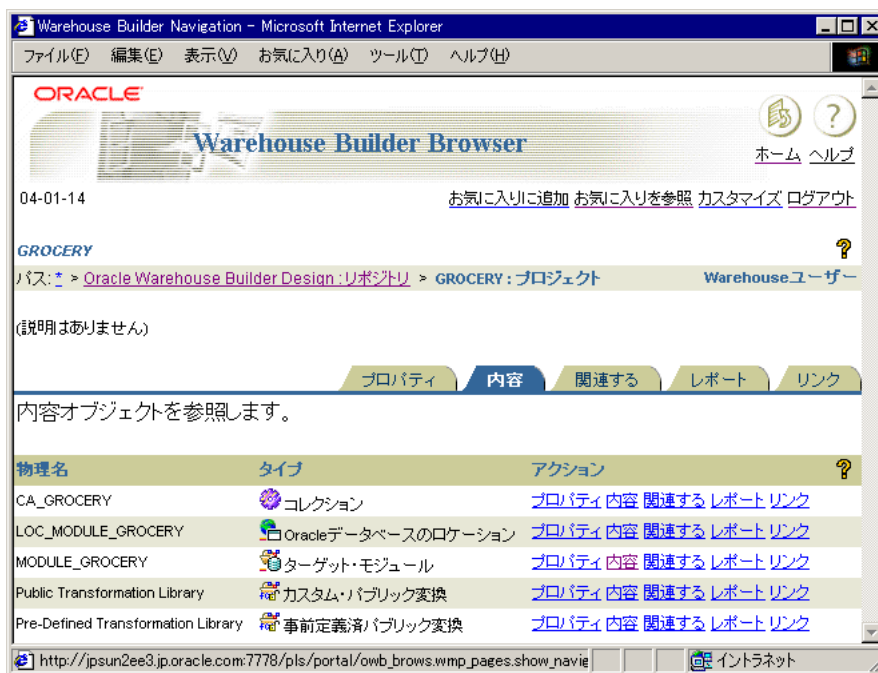 Warehouse Builder Navigation - Microsoft Internet Explorer
ファイル(F) 編集(E) 表示(V) お気に入り(A) ツール(T) ヘルプ(H)
ORACLE
Warehouse Builder Browser
ホーム ヘルプ
04-01-14 お気に入りに追加 お気に入りを参照 カスタマイズ ログアウト
GROCERY
パス: * > Oracle Warehouse Builder Design : リポジトリ > GROCERY : プロジェクト Warehouseユーザー
(説明はありません)
プロパティ 内容 関連する レポート リンク
内容オブジェクトを参照します。
物理名 タイプ アクション
CA_GROCERY コレクション プロパティ 内容 関連する レポート リンク
LOC_MODULE_GROCERY Oracleデータベースのロケーション プロパティ 内容 関連する レポート リンク
MODULE_GROCERY ターゲット・モジュール プロパティ 内容 関連する レポート リンク
Public Transformation Library カスタム・パブリック変換 プロパティ 内容 関連する レポート リンク
Pre-Defined Transformation Library 事前定義済パブリック変換 プロパティ 内容 関連する レポート リンク
http://jpsun2ee3.jp.oracle.com:7778/pls/portal/owb_brows.wmp_pages.show_navie イントラネット